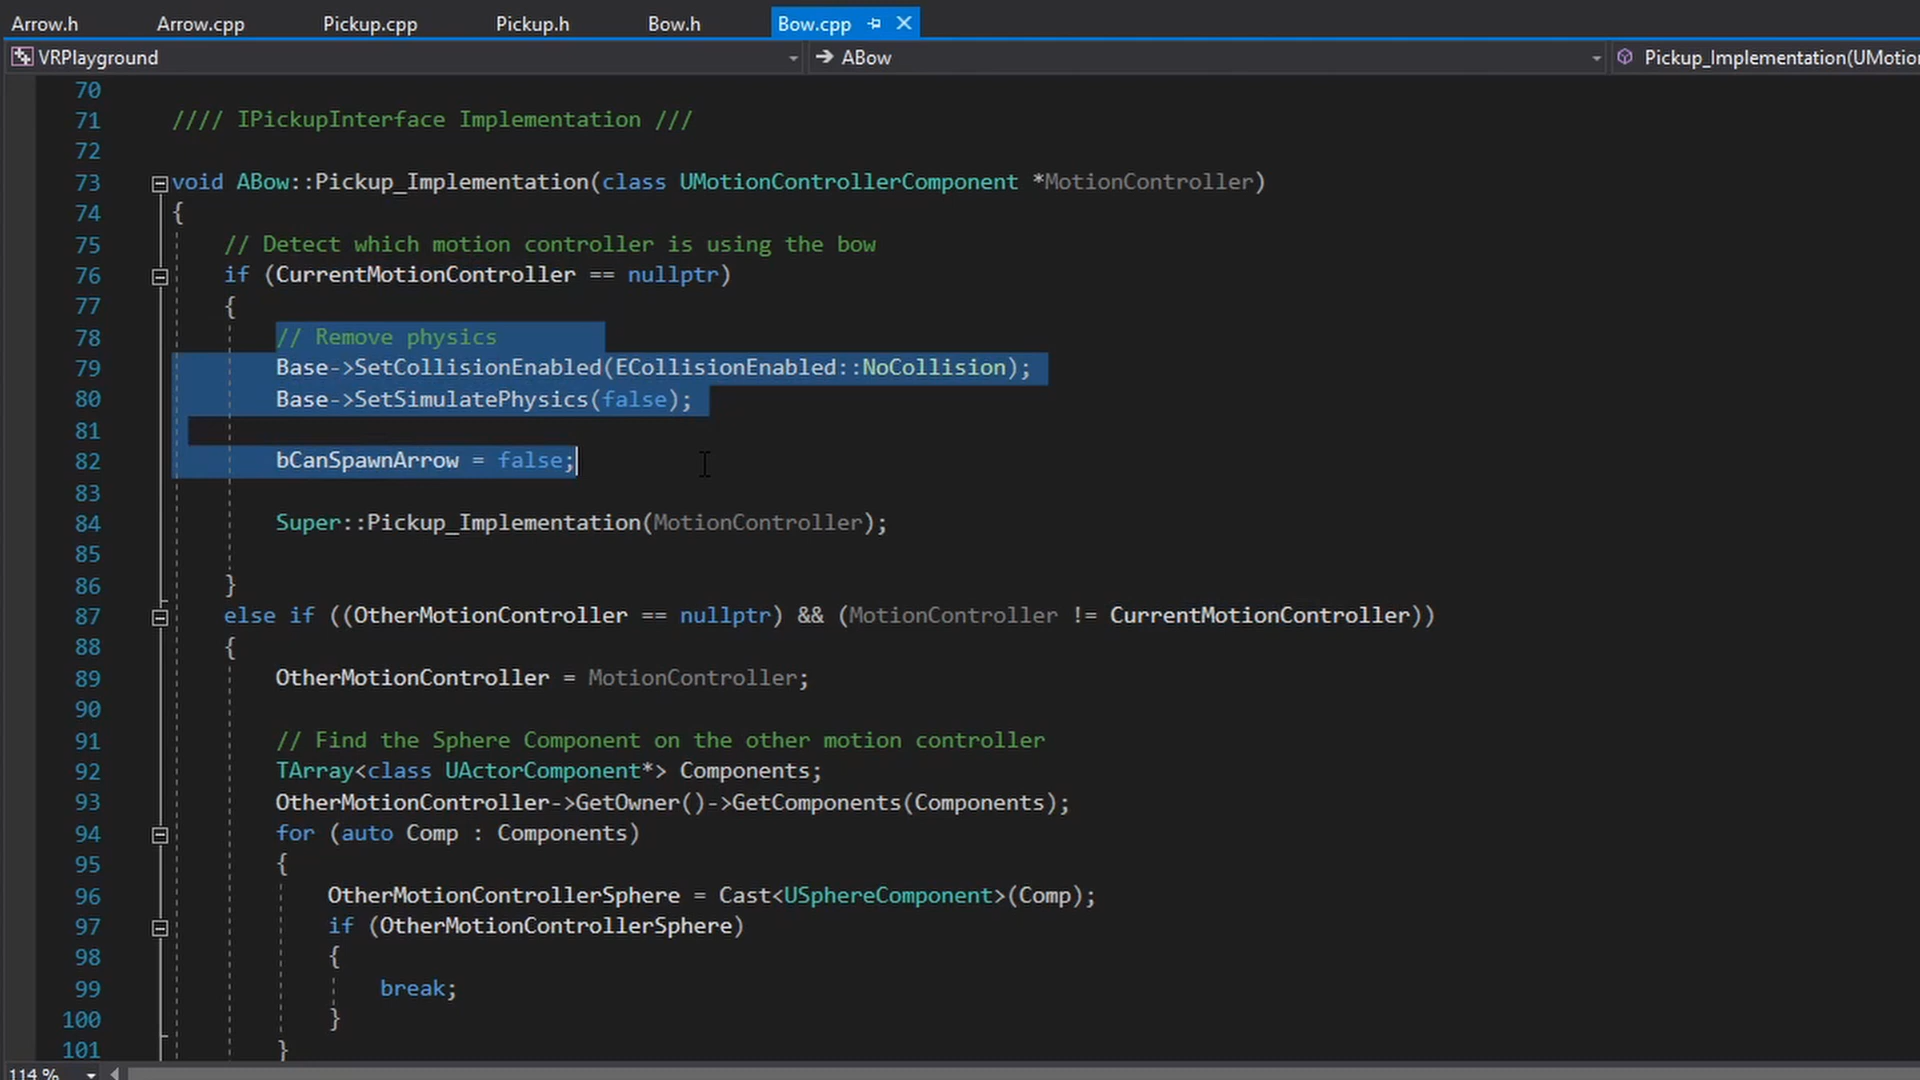 Arrow.h Arrow.cpp Pickup.cpp Pickup.h Bow.h Bow.cpp
VRPlayground ABow Pickup_Implementation(UMotion
70
71 //// IPickupInterface Implementation ///
72
73 void ABow::Pickup_Implementation(class UMotionControllerComponent *MotionController)
74 {
75 // Detect which motion controller is using the bow
76 if (CurrentMotionController == nullptr)
77 {
78 // Remove physics
79 Base->SetCollisionEnabled(ECollisionEnabled::NoCollision);
80 Base->SetSimulatePhysics(false);
81
82 bCanSpawnArrow = false;
83
84 Super::Pickup_Implementation(MotionController);
85
86 }
87 else if ((OtherMotionController == nullptr) && (MotionController != CurrentMotionController))
88 {
89 OtherMotionController = MotionController;
90
91 // Find the Sphere Component on the other motion controller
92 TArray<class UActorComponent*> Components;
93 OtherMotionController->GetOwner()->GetComponents(Components);
94 for (auto Comp : Components)
95 {
96 OtherMotionControllerSphere = Cast<USphereComponent>(Comp);
97 if (OtherMotionControllerSphere)
98 {
99 break;
100 }
101 }
114 %